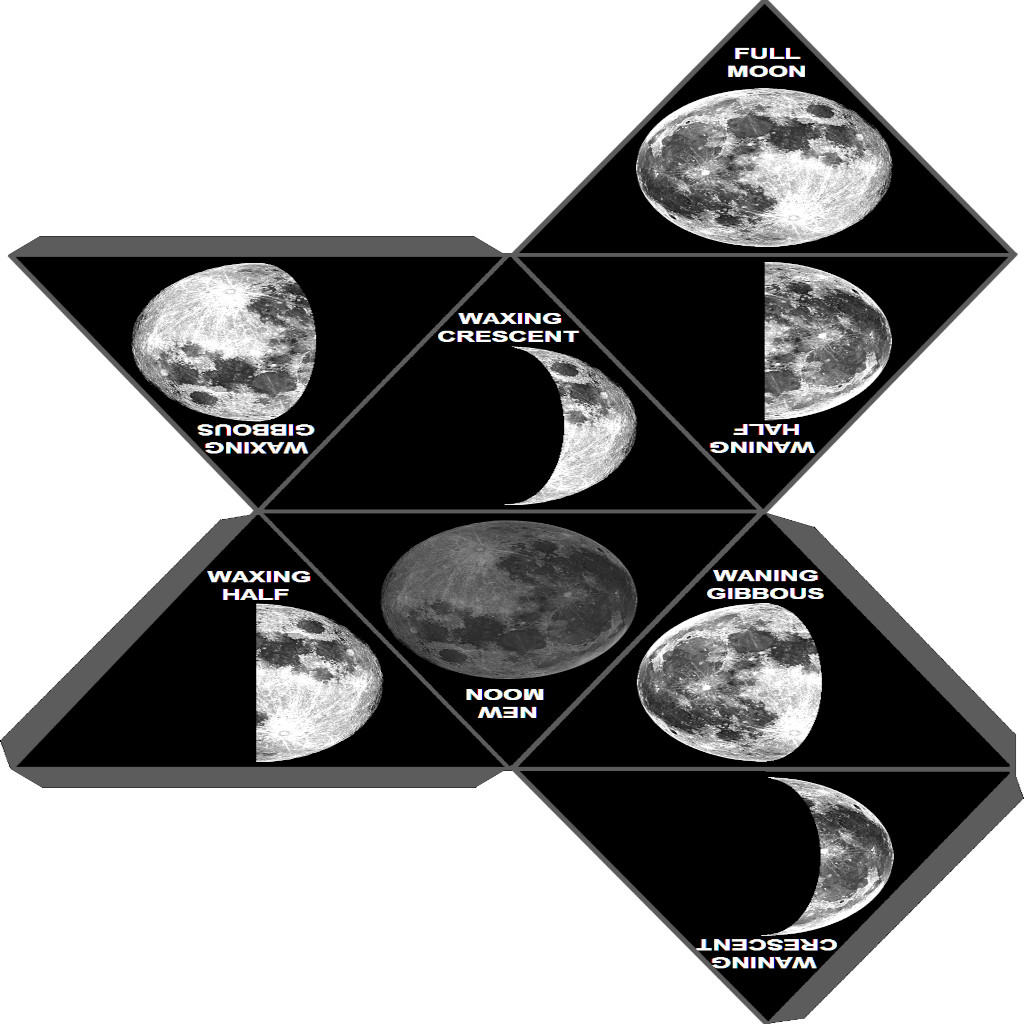 FULL
MOON
WAXING
GIBBOUS
WAXING
CRESCENT
WANING
HALF
WAXING
HALF
NEW
MOON
WANING
GIBBOUS
WANING
CRESCENT